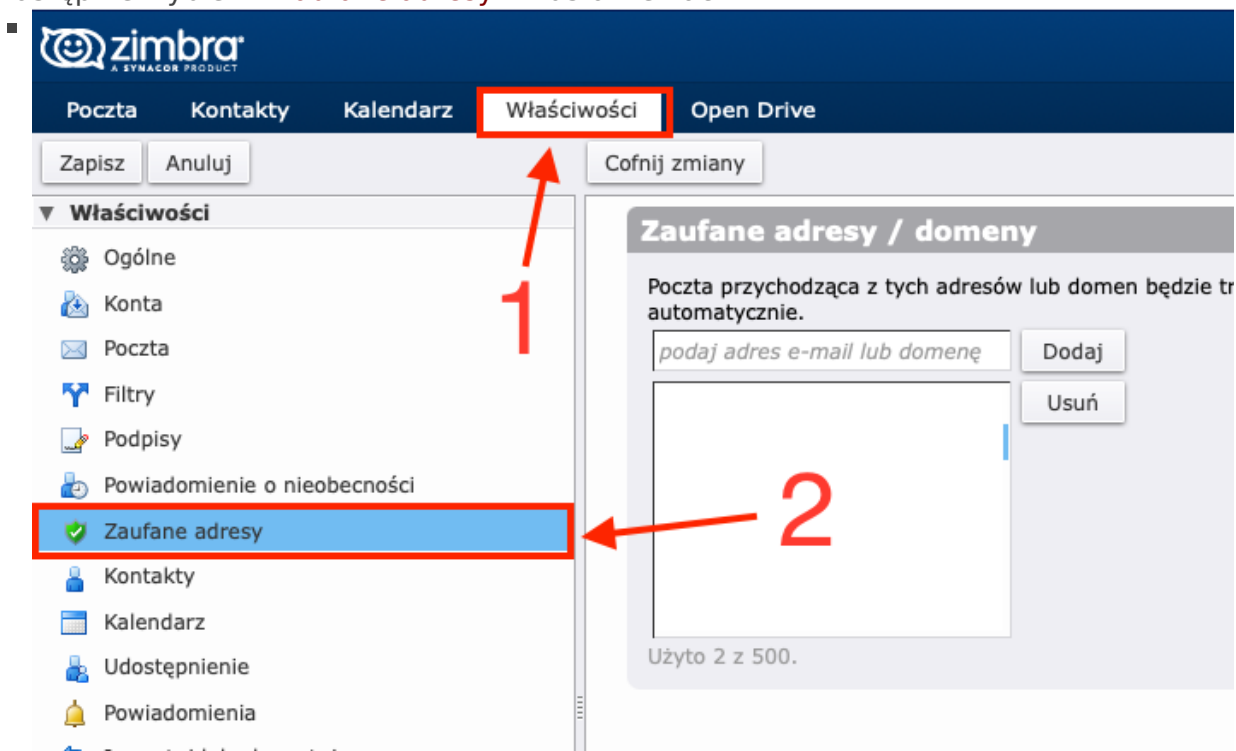 zimbra
A SYNACOR PRODUCT
Poczta Kontakty Kalendarz Właściwości Open Drive
Zapisz Anuluj Cofnij zmiany
Właściwości
Ogólne
Konta
Poczta
Filtry
Podpisy
Powiadomienie o nieobecności
Zaufane adresy
Kontakty
Kalendarz
Udostępnienie
Powiadomienia
1
2
Zaufane adresy / domeny
Poczta przychodząca z tych adresów lub domen będzie tr
automatycznie.
podaj adres e-mail lub domenę Dodaj
Usuń
Użyto 2 z 500.